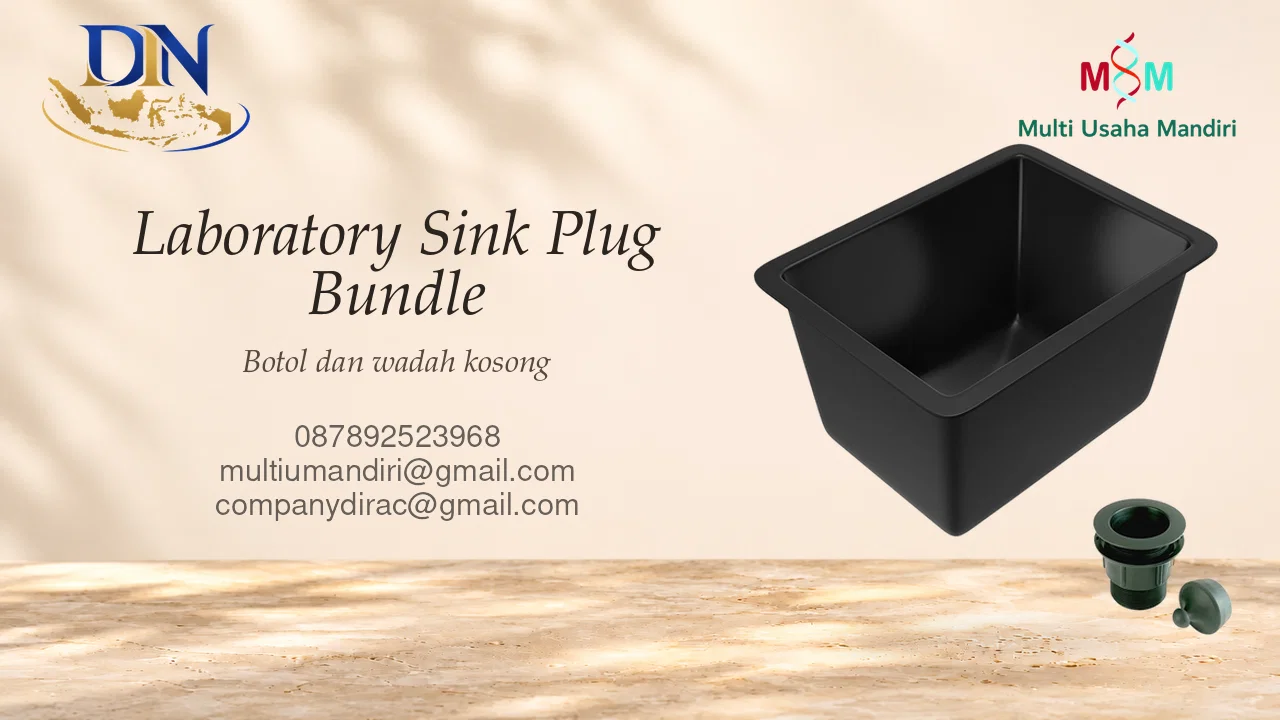 DN
M M
Multi Usaha Mandiri
Laboratory Sink Plug
Bundle
Botol dan wadah kosong
087892523968
multiumandiri@gmail.com
companydirac@gmail.com